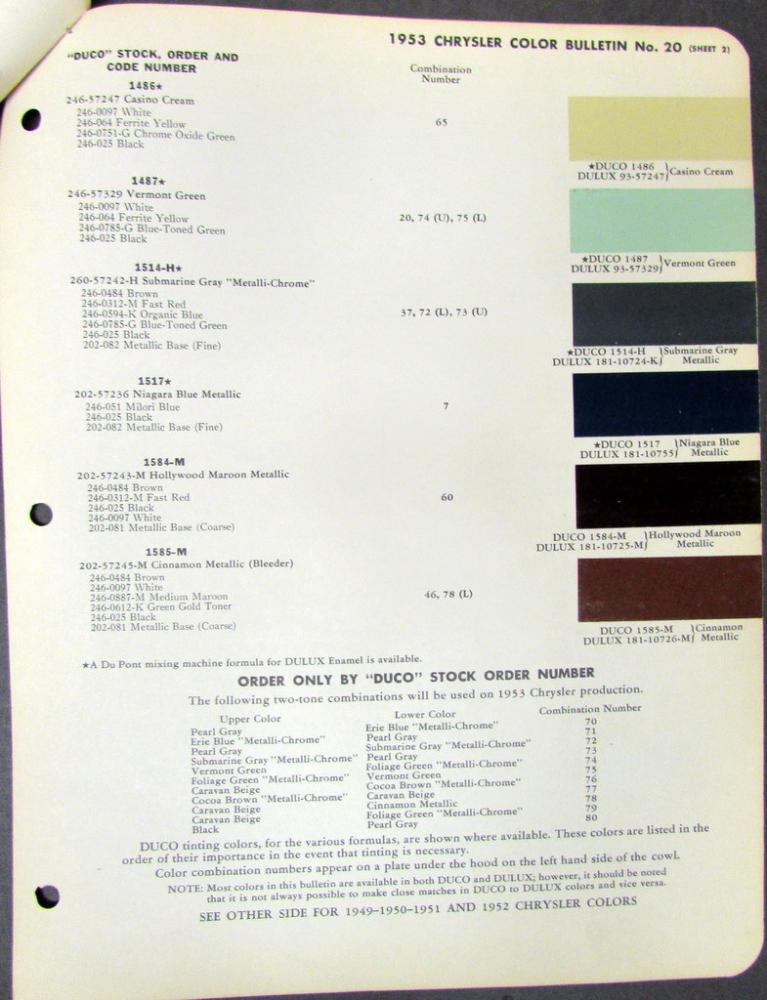 1953 CHRYSLER COLOR BULLETIN No. 20 (SHEET 2)
"DUCO" STOCK, ORDER AND
CODE NUMBER
Combination
Number
1486★
246-57247 Casino Cream
246-0097 White
246-064 Ferrite Yellow
246-0751-G Chrome Oxide Green
246-025 Black
65
★DUCO 1486
DULUX 93-57247 } Casino Cream
1487★
246-57329 Vermont Green
246-0097 White
246-064 Ferrite Yellow
246-0785-G Blue-Toned Green
246-025 Black
20, 74 (U), 75 (L)
★DUCO 1487
DULUX 93-57329 } Vermont Green
1514-H★
260-57242-H Submarine Gray "Metalli-Chrome"
246-0484 Brown
246-0312-M Fast Red
246-0594-K Organic Blue
246-0785-G Blue-Toned Green
246-025 Black
202-082 Metallic Base (Fine)
37, 72 (L), 73 (U)
★DUCO 1514-H } Submarine Gray
DULUX 181-10724-K } Metallic
1517★
202-57236 Niagara Blue Metallic
246-051 Milori Blue
246-025 Black
202-082 Metallic Base (Fine)
7
★DUCO 1517 } Niagara Blue
DULUX 181-10755 } Metallic
1584-M
202-57243-M Hollywood Maroon Metallic
246-0484 Brown
246-0312-M Fast Red
246-025 Black
246-0097 White
202-081 Metallic Base (Coarse)
60
DUCO 1584-M } Hollywood Maroon
DULUX 181-10725-M } Metallic
1585-M
202-57245-M Cinnamon Metallic (Bleeder)
246-0484 Brown
246-0097 White
246-0887-M Medium Maroon
246-0612-K Green Gold Toner
246-025 Black
202-081 Metallic Base (Coarse)
46, 78 (L)
DUCO 1585-M } Cinnamon
DULUX 181-10726-M } Metallic
★A Du Pont mixing machine formula for DULUX Enamel is available.
ORDER ONLY BY "DUCO" STOCK ORDER NUMBER
The following two-tone combinations will be used on 1953 Chrysler production.
Upper Color Lower Color Combination Number
Pearl Gray Erie Blue "Metalli-Chrome" 70
Erie Blue "Metalli-Chrome" Pearl Gray 71
Pearl Gray Submarine Gray "Metalli-Chrome" 72
Submarine Gray "Metalli-Chrome" Pearl Gray 73
Vermont Green Foliage Green "Metalli-Chrome" 74
Foliage Green "Metalli-Chrome" Vermont Green 75
Caravan Beige Cocoa Brown "Metalli-Chrome" 76
Cocoa Brown "Metalli-Chrome" Caravan Beige 77
Caravan Beige Cinnamon Metallic 78
Caravan Beige Foliage Green "Metalli-Chrome" 79
Black Pearl Gray 80
DUCO tinting colors, for the various formulas, are shown where available. These colors are listed in the
order of their importance in the event that tinting is necessary.
Color combination numbers appear on a plate under the hood on the left hand side of the cowl.
NOTE: Most colors in this bulletin are available in both DUCO and DULUX; however, it should be noted
that it is not always possible to make close matches in DUCO to DULUX colors and vice versa.
SEE OTHER SIDE FOR 1949-1950-1951 AND 1952 CHRYSLER COLORS